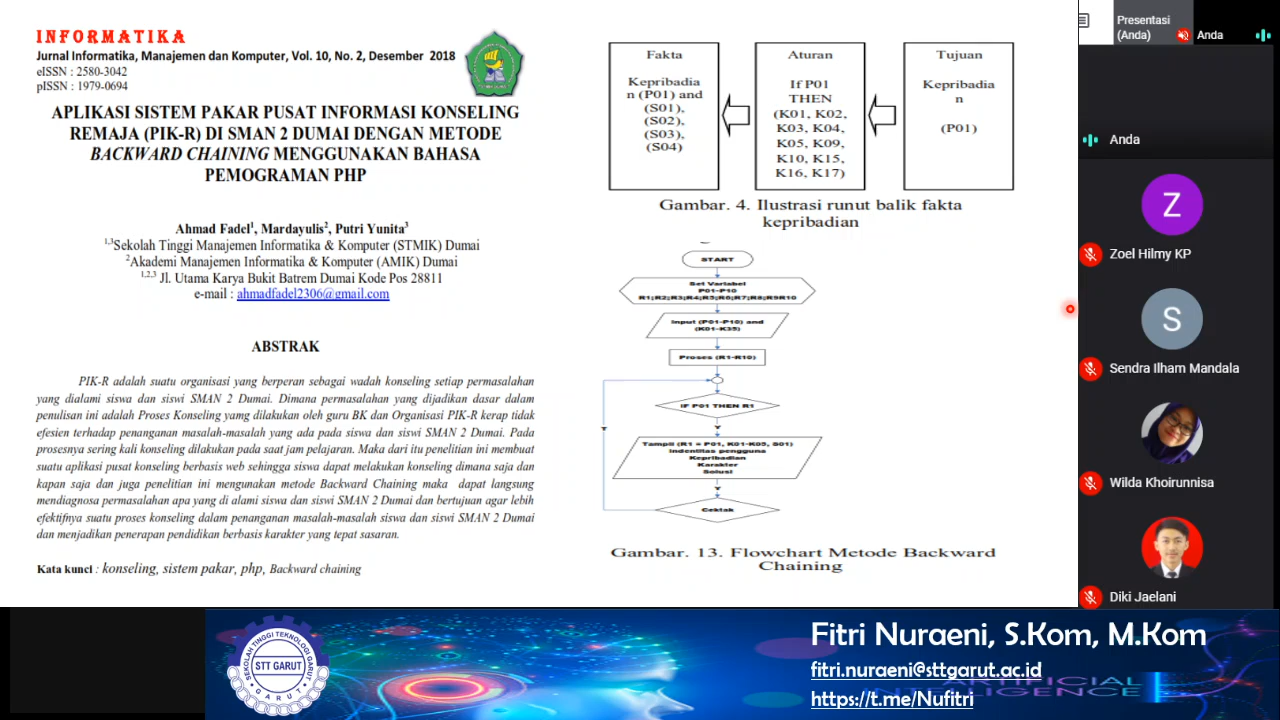 INFORMATIKA
Jurnal Informatika, Manajemen dan Komputer, Vol. 10, No. 2, Desember 2018
eISSN : 2580-3042
pISSN : 1979-0694
APLIKASI SISTEM PAKAR PUSAT INFORMASI KONSELING
REMAJA (PIK-R) DI SMAN 2 DUMAI DENGAN METODE
BACKWARD CHAINING MENGGUNAKAN BAHASA
PEMOGRAMAN PHP
Ahmad Fadel1, Mardayulis2, Putri Yunita3
1,3Sekolah Tinggi Manajemen Informatika & Komputer (STMIK) Dumai
2Akademi Manajemen Informatika & Komputer (AMIK) Dumai
1,2,3 Jl. Utama Karya Bukit Batrem Dumai Kode Pos 28811
e-mail : ahmadfadel2306@gmail.com
ABSTRAK
PIK-R adalah suatu organisasi yang berperan sebagai wadah konseling setiap permasalahan
yang dialami siswa dan siswi SMAN 2 Dumai. Dimana permasalahan yang dijadikan dasar dalam
penulisan ini adalah Proses Konseling yang dilakukan oleh guru BK dan Organisasi PIK-R kerap tidak
efesien terhadap penanganan masalah-masalah yang ada pada siswa dan siswi SMAN 2 Dumai. Pada
prosesnya sering kali konseling dilakukan pada saat jam pelajaran. Maka dari itu penelitian ini membuat
suatu aplikasi pusat konseling berbasis web sehingga siswa dapat melakukan konseling dimana saja dan
kapan saja dan juga penelitian ini mengunakan metode Backward Chaining maka dapat langsung
mendiagnosa permasalahan apa yang di alami siswa dan siswi SMAN 2 Dumai dan bertujuan agar lebih
efektifnya suatu proses konseling dalam penanganan masalah-masalah siswa dan siswi SMAN 2 Dumai
dan menjadikan penerapan pendidikan berbasis karakter yang tepat sasaran.
Kata kunci : konseling, sistem pakar, php, Backward chaining
Fakta
Kepribadia
n (P01) and
(S01),
(S02),
(S03),
(S04)
Aturan
If P01
THEN
(K01, K02,
K03, K04,
K05, K09,
K10, K15,
K16, K17)
Tujuan
Kepribadia
n
(P01)
Gambar. 4. Ilustrasi runut balik fakta
kepribadian
START
Set Variabel
P01-P10
R1;R2;R3;R4;R5;R6;R7;R8;R9R10
Input (P01-P10) and
(K01-K35)
Proses (R1-R10)
IF P01 THEN R1
Y
Y
Tampil (R1 = P01, K01-K05, S01)
Indentitas pengguna
Kepribadian
Karakter
Solusi
Y
Cektak
Gambar. 13. Flowchart Metode Backward
Chaining
Presentasi
(Anda)
Anda
Anda
Z
Zoel Hilmy KP
S
Sendra Ilham Mandala
Wilda Khoirunnisa
Diki Jaelani
SEKOLAH TINGGI TEKNOLOGI GARUT
STT GARUT
GARUT
Fitri Nuraeni, S.Kom, M.Kom
fitri.nuraeni@sttgarut.ac.id
https://t.me/Nufitri
ARTIFICIAL
INTELLIGENCE